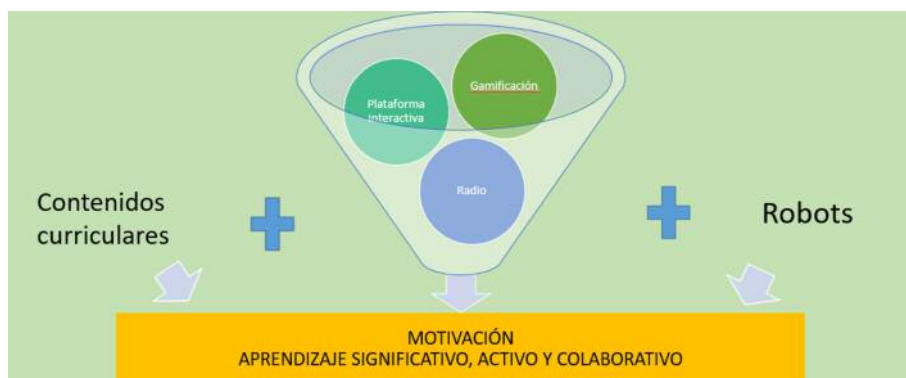 Gamificación
Plataforma
interactiva
Radio
Contenidos
curriculares
Robots
MOTIVACIÓN
APRENDIZAJE SIGNIFICATIVO, ACTIVO Y COLABORATIVO